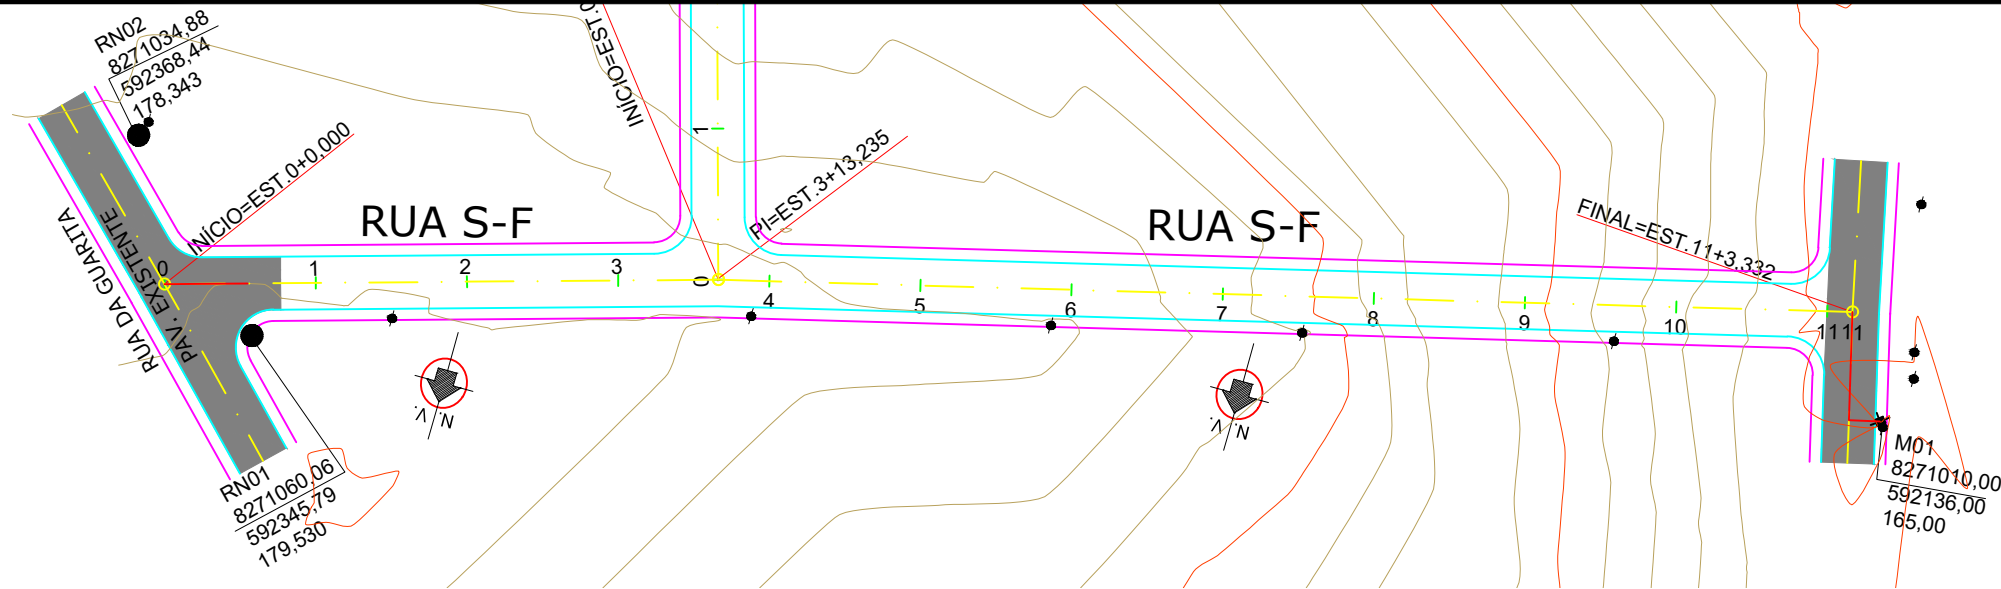 RN02
8271034,88
592368,44
178,343
INÍCIO=EST.0
1
INÍCIO=EST.0+0,000
PI=EST.3+13,235
RUA S-F
RUA S-F
FINAL=EST.11+3,332
RUA DA GUARITA
PAV. EXISTENTE
0
1
2
3
0
4
5
6
7
8
9
10
11
11
N.V.
N.V.
RN01
8271060,06
592345,79
179,530
M01
8271010,00
592136,00
165,00